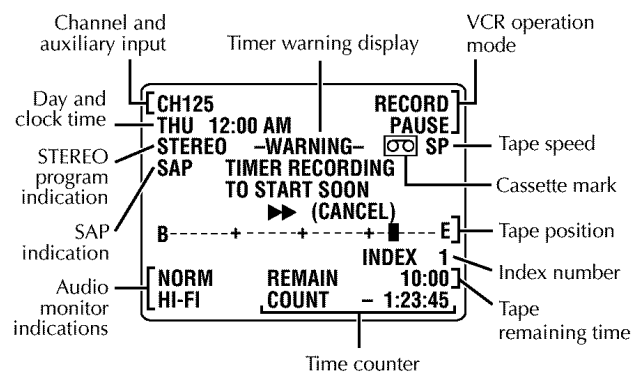 Channel and
auxiliary input
Timer warning display
VCR operation
mode
Day and
clock time
STEREO
program
indication
SAP
indication
Audio
monitor
indications
CH125
RECORD
THU 12:00 AM
PAUSE
STEREO –WARNING– SP
SAP TIMER RECORDING
TO START SOON
▶▶ (CANCEL)
B-----+-----+-----+-■---E
INDEX 1
NORM REMAIN 10:00
HI-FI COUNT – 1:23:45
Tape speed
Cassette mark
Tape position
Index number
Tape
remaining time
Time counter